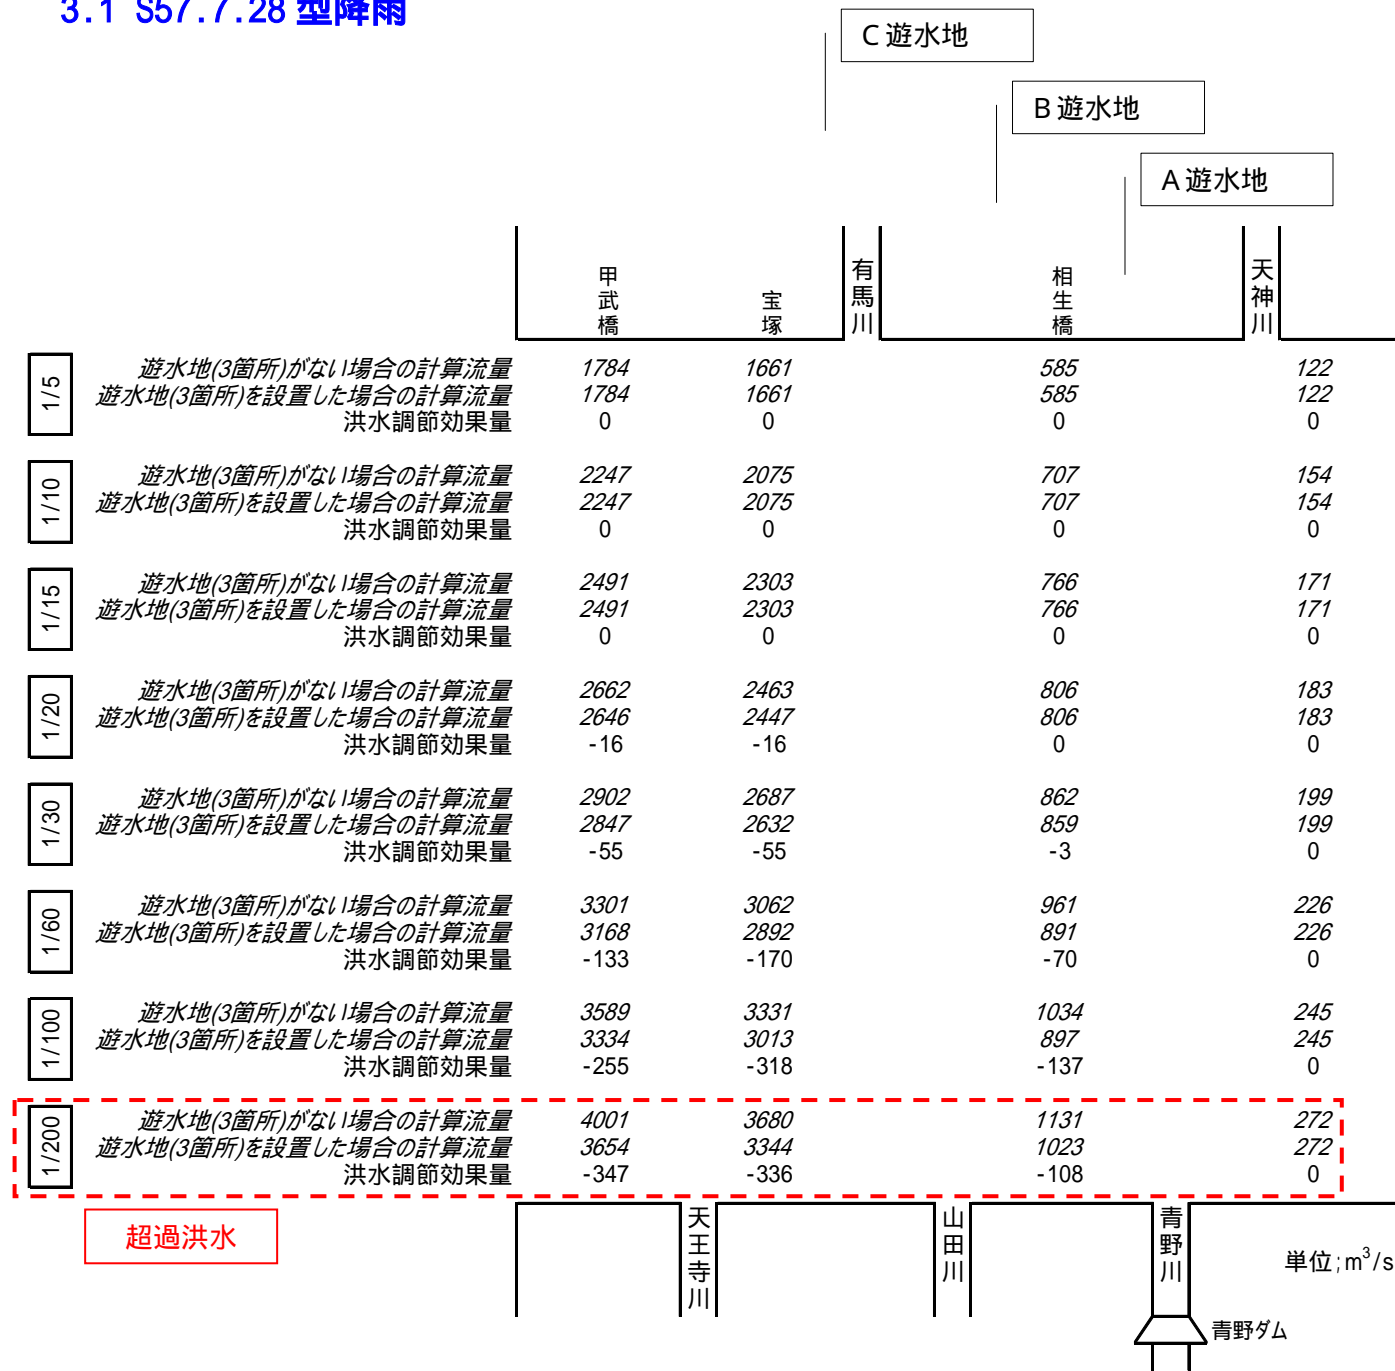 3.1 S57.7.28 型降雨
C 遊水地
B 遊水地
A 遊水地
甲武橋 宝塚 有馬川 相生橋 天神川
1/5
遊水地(3箇所)がない場合の計算流量 1784 1661 585 122
遊水地(3箇所)を設置した場合の計算流量 1784 1661 585 122
洪水調節効果量 0 0 0 0
1/10
遊水地(3箇所)がない場合の計算流量 2247 2075 707 154
遊水地(3箇所)を設置した場合の計算流量 2247 2075 707 154
洪水調節効果量 0 0 0 0
1/15
遊水地(3箇所)がない場合の計算流量 2491 2303 766 171
遊水地(3箇所)を設置した場合の計算流量 2491 2303 766 171
洪水調節効果量 0 0 0 0
1/20
遊水地(3箇所)がない場合の計算流量 2662 2463 806 183
遊水地(3箇所)を設置した場合の計算流量 2646 2447 806 183
洪水調節効果量 -16 -16 0 0
1/30
遊水地(3箇所)がない場合の計算流量 2902 2687 862 199
遊水地(3箇所)を設置した場合の計算流量 2847 2632 859 199
洪水調節効果量 -55 -55 -3 0
1/60
遊水地(3箇所)がない場合の計算流量 3301 3062 961 226
遊水地(3箇所)を設置した場合の計算流量 3168 2892 891 226
洪水調節効果量 -133 -170 -70 0
1/100
遊水地(3箇所)がない場合の計算流量 3589 3331 1034 245
遊水地(3箇所)を設置した場合の計算流量 3334 3013 897 245
洪水調節効果量 -255 -318 -137 0
1/200
遊水地(3箇所)がない場合の計算流量 4001 3680 1131 272
遊水地(3箇所)を設置した場合の計算流量 3654 3344 1023 272
洪水調節効果量 -347 -336 -108 0
超過洪水
天王寺川 山田川 青野川
単位;m³/s
青野ダム